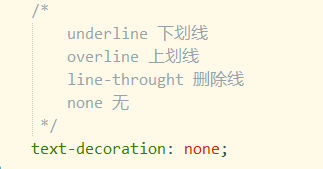 /*
underline 下划线
overline 上划线
line-throught 删除线
none 无
*/
text-decoration: none;